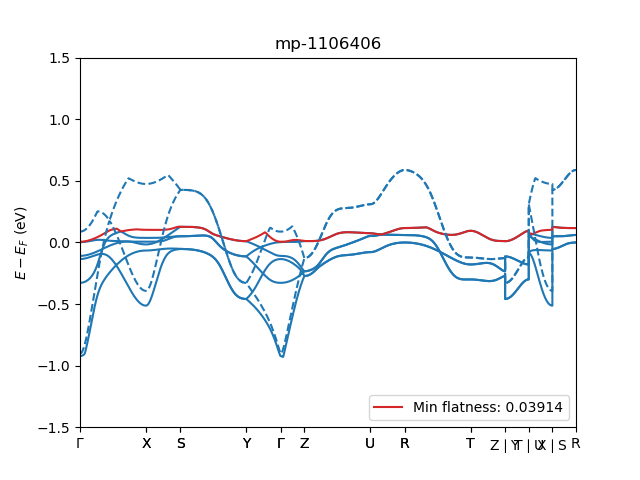 mp-1106406
E − E_F (eV)
1.5
1.0
0.5
0.0
−0.5
−1.0
−1.5
Min flatness: 0.03914
Γ X S Y Γ Z U R T Z | Y T | U X | S R